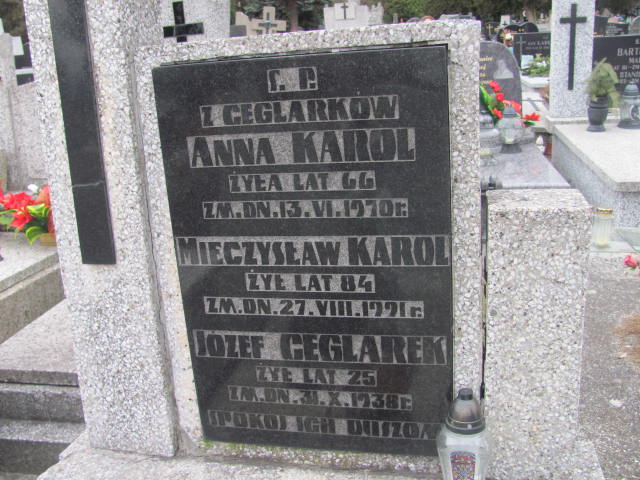 Ś. P.
Z CEGLARKÓW
ANNA KAROL
ŻYŁA LAT 66
ZM. DN. 13. VI. 1970 r.
MIECZYSŁAW KAROL
ŻYŁ LAT 84
ZM. DN. 27. VIII. 1991 r.
JÓZEF CEGLAREK
ŻYŁ LAT 25
ZM. DN. 31. X. 1938 r.
SPOKÓJ ICH DUSZOM